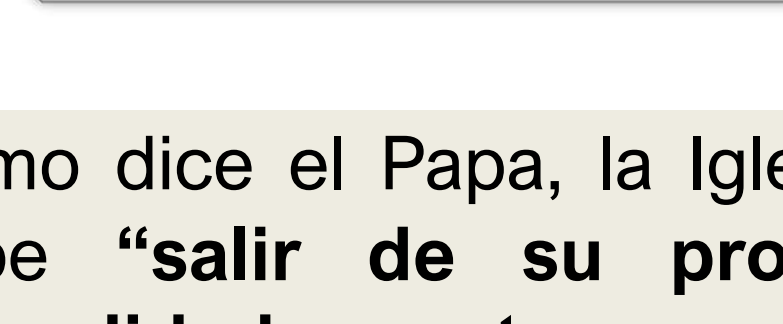 mo dice el Papa, la Igle
be “salir de su pro